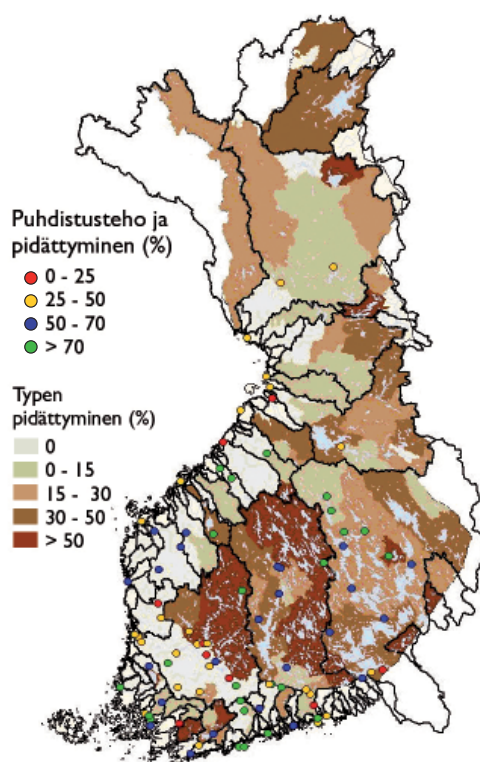 Puhdistusteho ja
pidättyminen (%)
0 - 25
25 - 50
50 - 70
> 70
Typen
pidättyminen (%)
0
0 - 15
15 - 30
30 - 50
> 50